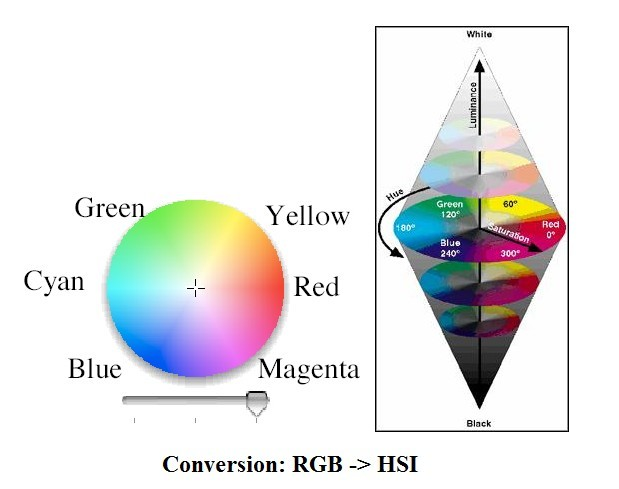 Green
Yellow
Cyan
Red
Blue
Magenta
White
Luminance
Hue
Green
120°
60°
Red
0°
180°
Saturation
Blue
240°
300°
Black
Conversion: RGB -> HSI